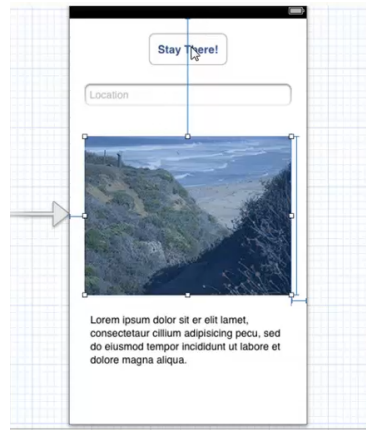 Stay There!
Location
Lorem ipsum dolor sit er elit lamet,
consectetaur cillium adipisicing pecu, sed
do eiusmod tempor incididunt ut labore et
dolore magna aliqua.